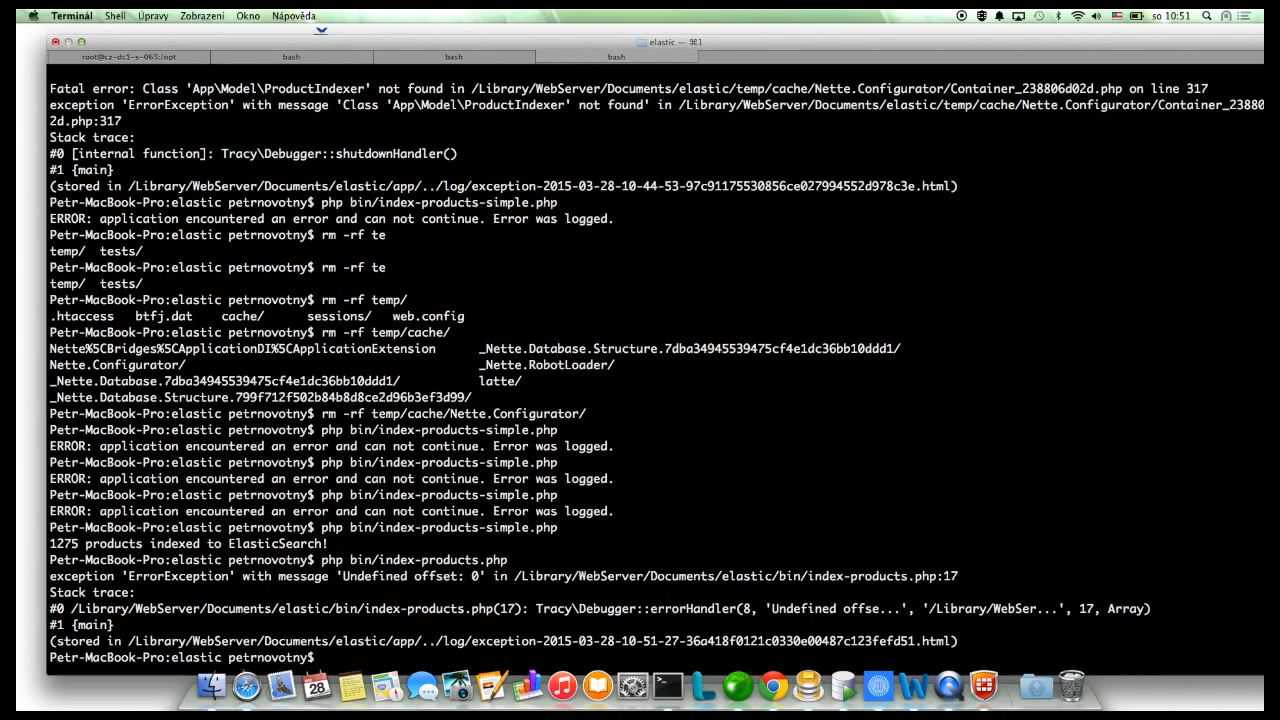 Terminál Shell Úpravy Zobrazení Okno Nápověda so 10:51
elastic — ⌘1
root@cz-dc1-s-065:/opt bash bash bash
Fatal error: Class 'App\Model\ProductIndexer' not found in /Library/WebServer/Documents/elastic/temp/cache/Nette.Configurator/Container_238806d02d.php on line 317
exception 'ErrorException' with message 'Class 'App\Model\ProductIndexer' not found' in /Library/WebServer/Documents/elastic/temp/cache/Nette.Configurator/Container_238806
2d.php:317
Stack trace:
#0 [internal function]: Tracy\Debugger::shutdownHandler()
#1 {main}
(stored in /Library/WebServer/Documents/elastic/app/../log/exception-2015-03-28-10-44-53-97c91175530856ce027994552d978c3e.html)
Petr-MacBook-Pro:elastic petrnovotny$ php bin/index-products-simple.php
ERROR: application encountered an error and can not continue. Error was logged.
Petr-MacBook-Pro:elastic petrnovotny$ rm -rf te
temp/ tests/
Petr-MacBook-Pro:elastic petrnovotny$ rm -rf te
temp/ tests/
Petr-MacBook-Pro:elastic petrnovotny$ rm -rf temp/
.htaccess btfj.dat cache/ sessions/ web.config
Petr-MacBook-Pro:elastic petrnovotny$ rm -rf temp/cache/
Nette%5CBridges%5CApplicationDI%5CApplicationExtension _Nette.Database.Structure.7dba34945539475cf4e1dc36bb10ddd1/
Nette.Configurator/ _Nette.RobotLoader/
_Nette.Database.7dba34945539475cf4e1dc36bb10ddd1/ latte/
_Nette.Database.Structure.799f712f502b84b8d8ce2d96b3ef3d99/
Petr-MacBook-Pro:elastic petrnovotny$ rm -rf temp/cache/Nette.Configurator/
Petr-MacBook-Pro:elastic petrnovotny$ php bin/index-products-simple.php
ERROR: application encountered an error and can not continue. Error was logged.
Petr-MacBook-Pro:elastic petrnovotny$ php bin/index-products-simple.php
ERROR: application encountered an error and can not continue. Error was logged.
Petr-MacBook-Pro:elastic petrnovotny$ php bin/index-products-simple.php
ERROR: application encountered an error and can not continue. Error was logged.
Petr-MacBook-Pro:elastic petrnovotny$ php bin/index-products-simple.php
1275 products indexed to ElasticSearch!
Petr-MacBook-Pro:elastic petrnovotny$ php bin/index-products.php
exception 'ErrorException' with message 'Undefined offset: 0' in /Library/WebServer/Documents/elastic/bin/index-products.php:17
Stack trace:
#0 /Library/WebServer/Documents/elastic/bin/index-products.php(17): Tracy\Debugger::errorHandler(8, 'Undefined offse...', '/Library/WebSer...', 17, Array)
#1 {main}
(stored in /Library/WebServer/Documents/elastic/app/../log/exception-2015-03-28-10-51-27-36a418f0121c0330e00487c123fefd51.html)
Petr-MacBook-Pro:elastic petrnovotny$
28